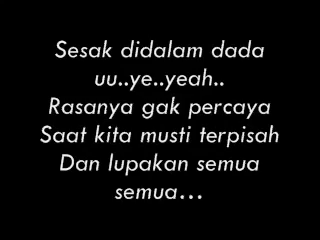 Sesak didalam dada
uu..ye..yeah..
Rasanya gak percaya
Saat kita musti terpisah
Dan lupakan semua
semua...